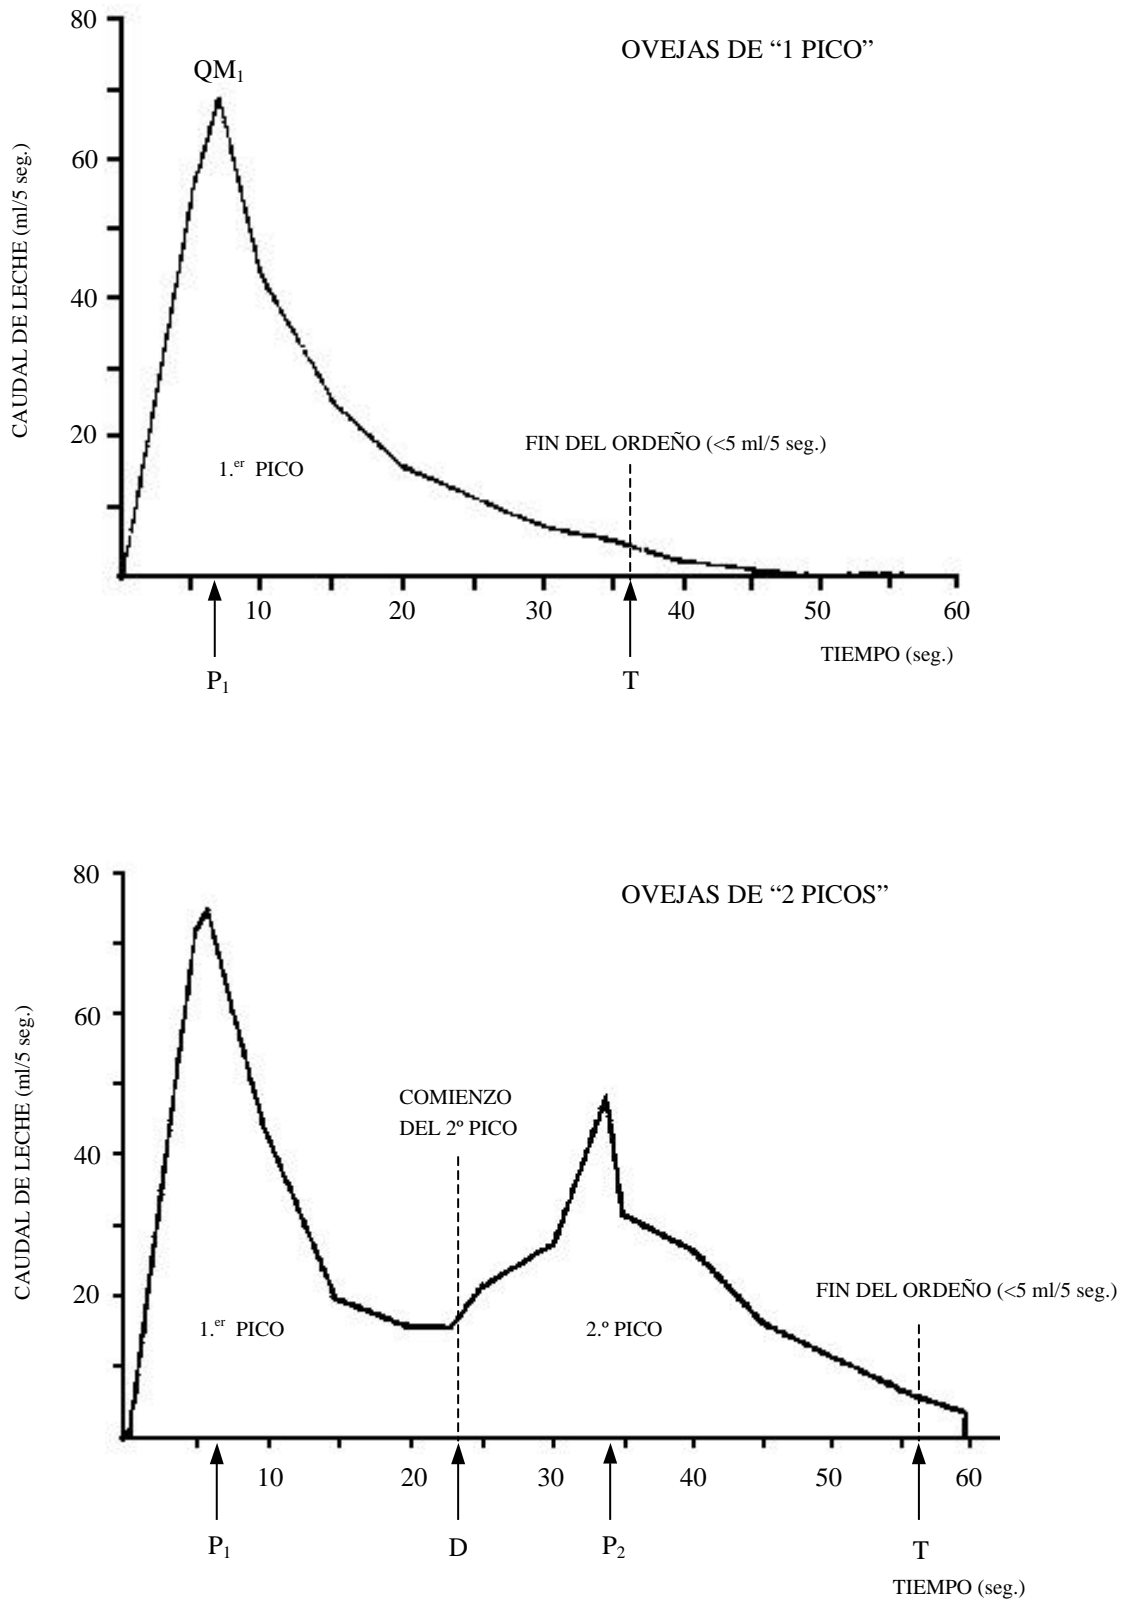 OVEJAS DE “1 PICO”
CAUDAL DE LECHE (ml/5 seg.)
80
60
40
20
QM₁
1.er PICO
FIN DEL ORDEÑO (<5 ml/5 seg.)
10 20 30 40 50 60
TIEMPO (seg.)
P₁ T
OVEJAS DE “2 PICOS”
CAUDAL DE LECHE (ml/5 seg.)
80
60
40
20
COMIENZO
DEL 2º PICO
FIN DEL ORDEÑO (<5 ml/5 seg.)
1.er PICO
2.º PICO
10 20 30 40 50 60
P₁ D P₂ T
TIEMPO (seg.)